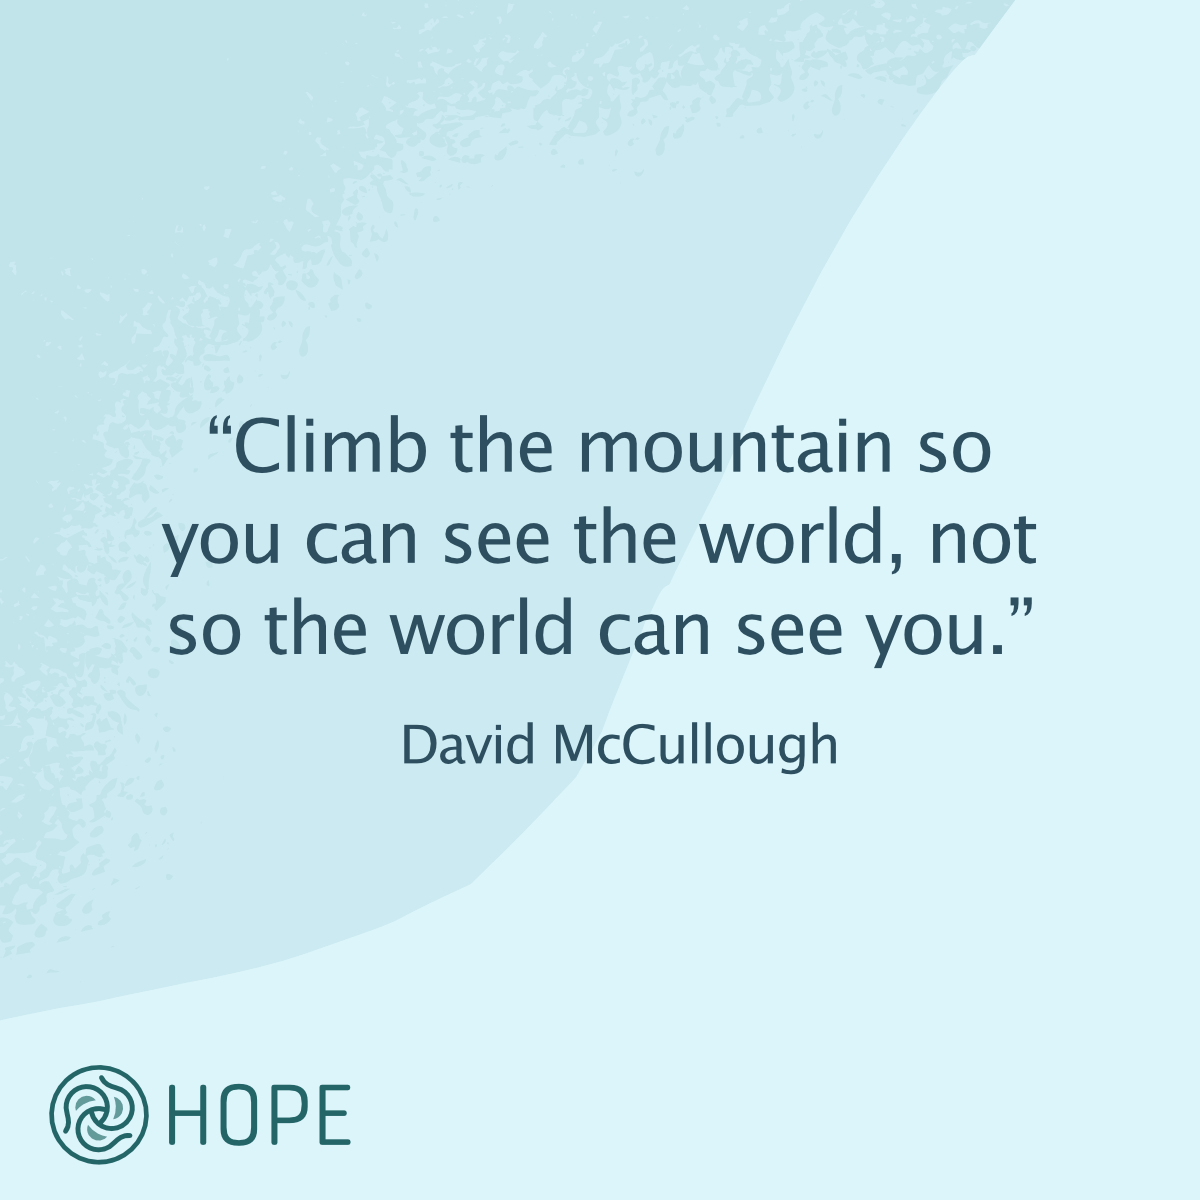 “Climb the mountain so
you can see the world, not
so the world can see you.”
David McCullough
HOPE